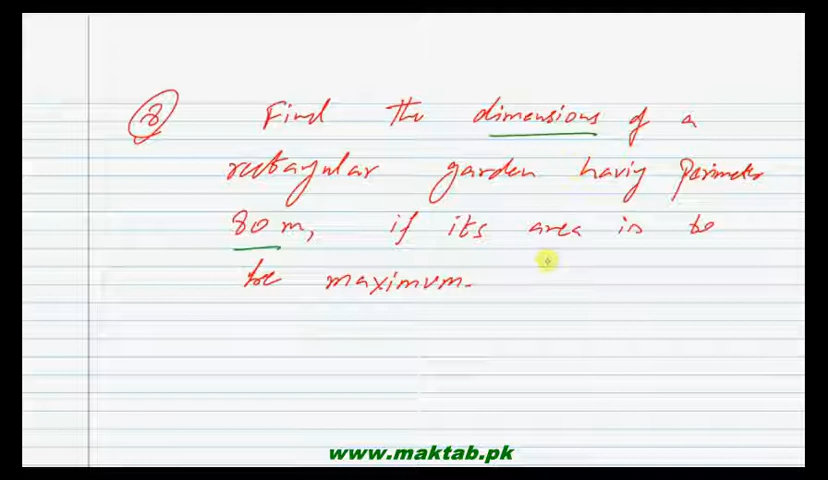 8 Find the dimensions of a
rectangular garden having Perimeter
80 m, if its area is to
be maximum.
www.maktab.pk